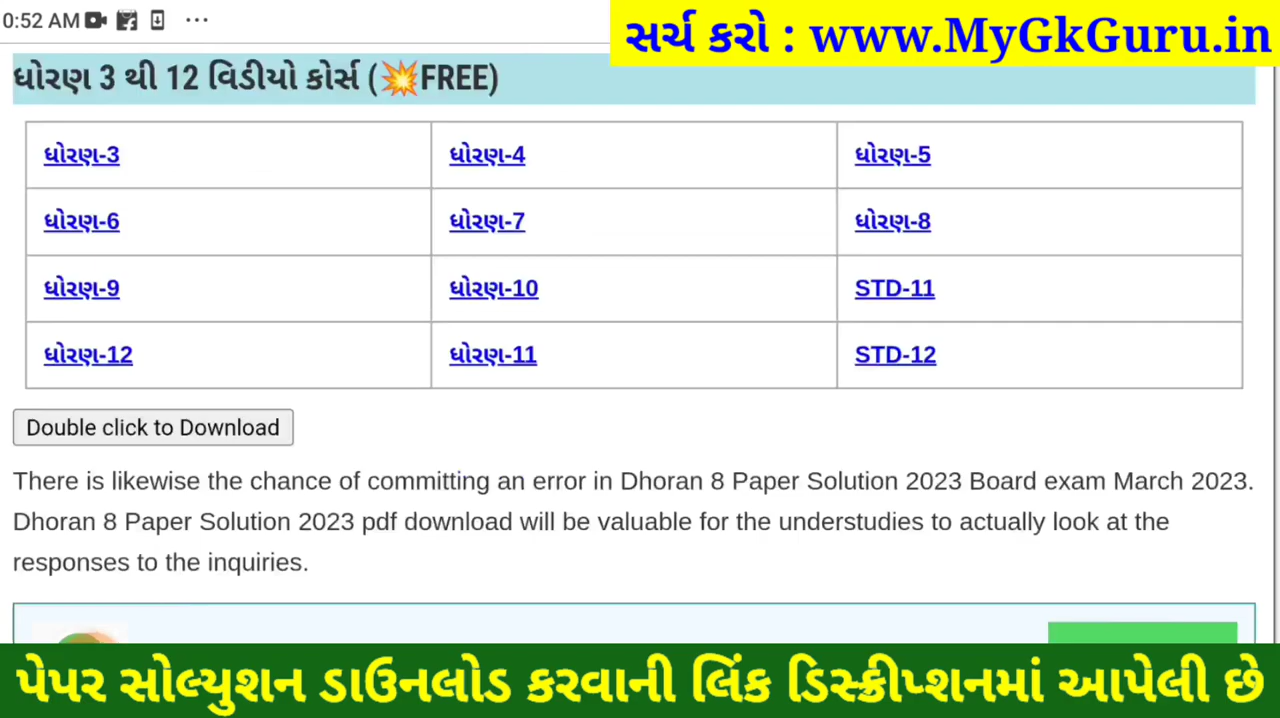 0:52 AM ...
સર્ચ કરો : www.MyGkGuru.in
ધોરણ 3 થી 12 વિડીયો કોર્સ (💥FREE)
ધોરણ-3 ધોરણ-4 ધોરણ-5
ધોરણ-6 ધોરણ-7 ધોરણ-8
ધોરણ-9 ધોરણ-10 STD-11
ધોરણ-12 ધોરણ-11 STD-12
Double click to Download
There is likewise the chance of committing an error in Dhoran 8 Paper Solution 2023 Board exam March 2023.
Dhoran 8 Paper Solution 2023 pdf download will be valuable for the understudies to actually look at the
responses to the inquiries.
પેપર સોલ્યુશન ડાઉનલોડ કરવાની લિંક ડિસ્ક્રીપ્શનમાં આપેલી છે